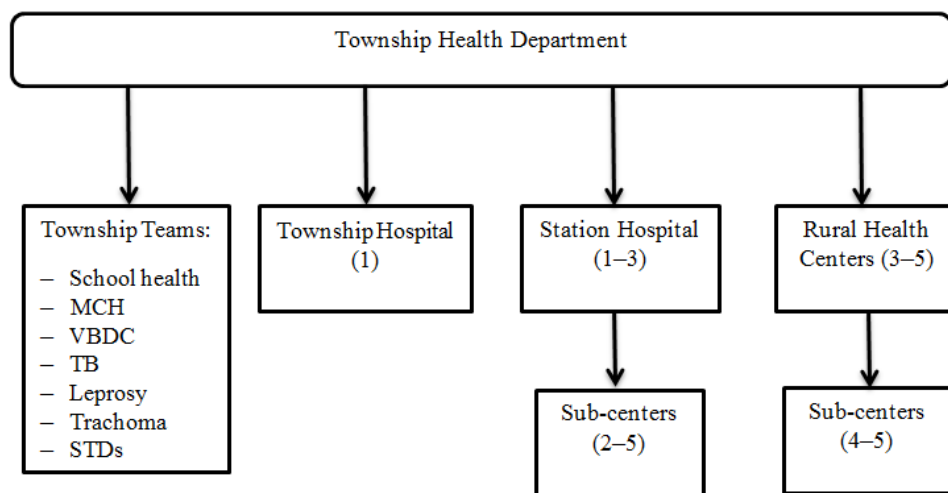 Township Health Department
Township Teams:
– School health
– MCH
– VBDC
– TB
– Leprosy
– Trachoma
– STDs
Township Hospital
(1)
Station Hospital
(1–3)
Rural Health
Centers (3–5)
Sub-centers
(2–5)
Sub-centers
(4–5)